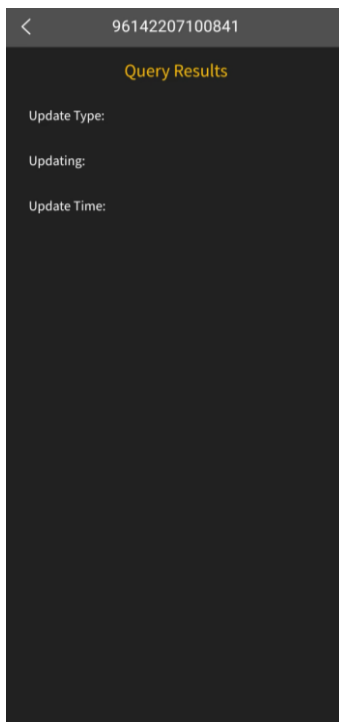 96142207100841
Query Results
Update Type:
Updating:
Update Time: